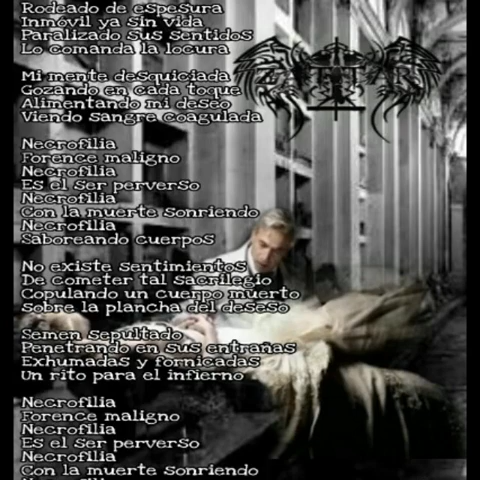 Rodeado de espesura
Inmóvil ya sin vida
Paralizado sus sentidos
Lo comanda la locura
Mi mente desquiciada
Gozando en cada toque
Alimentando mi deseo
Viendo sangre coagulada
Necrofilia
Forence maligno
Necrofilia
Es el ser perverso
Necrofilia
Con la muerte sonriendo
Necrofilia
Saboreando cuerpos
No existe sentimientos
De cometer tal sacrilegio
Copulando un cuerpo muerto
sobre la plancha del deseso
Semen sepultado
Penetrando en sus entrañas
Exhumadas y fornicadas
Un rito para el infierno
Necrofilia
Forence maligno
Necrofilia
Es el ser perverso
Necrofilia
Con la muerte sonriendo